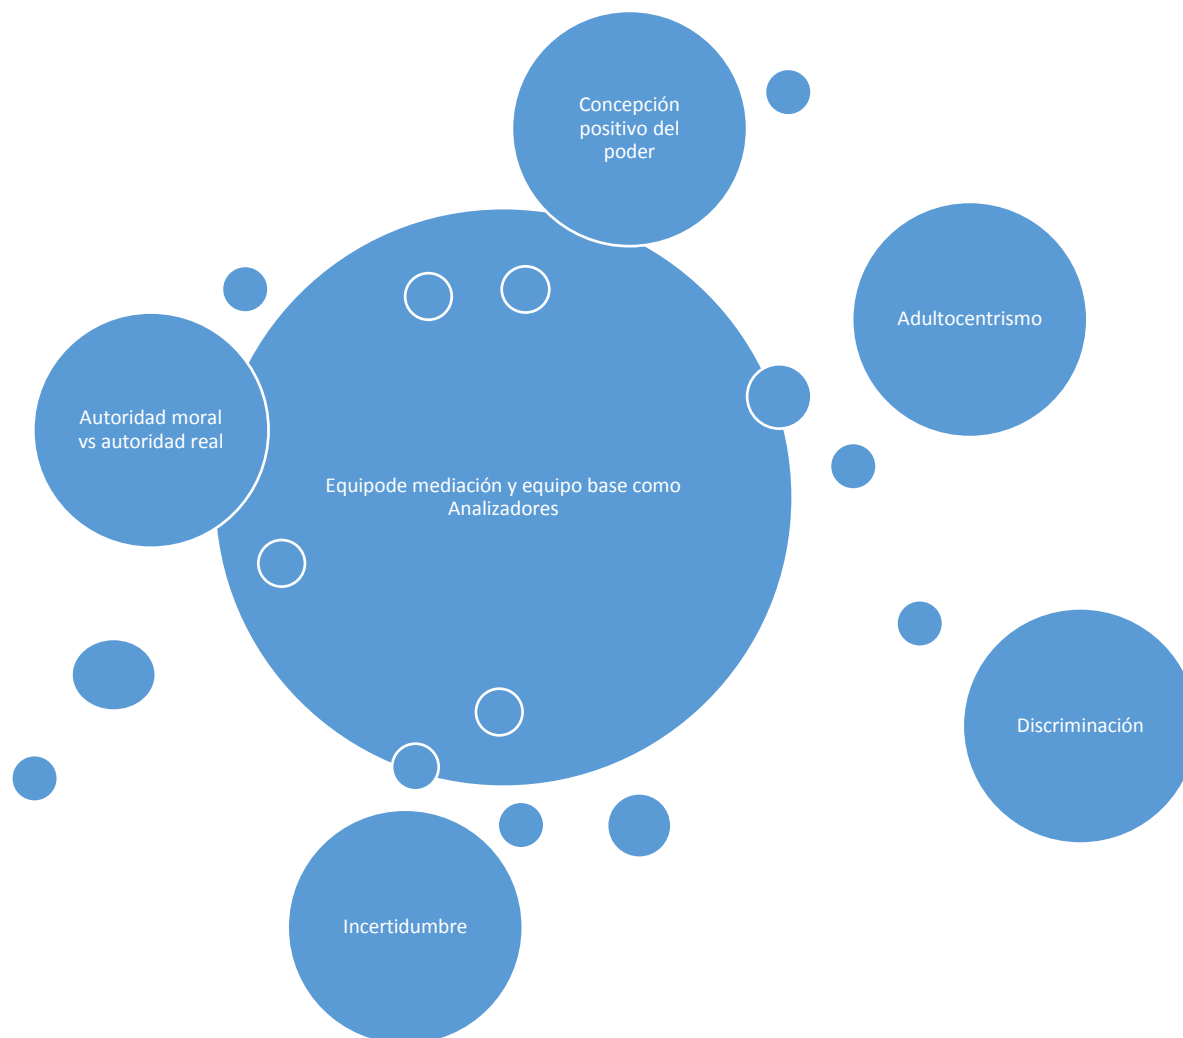 Concepción
positivo del
poder
Adultocentrismo
Autoridad moral
vs autoridad real
Equipode mediación y equipo base como
Analizadores
Discriminación
Incertidumbre